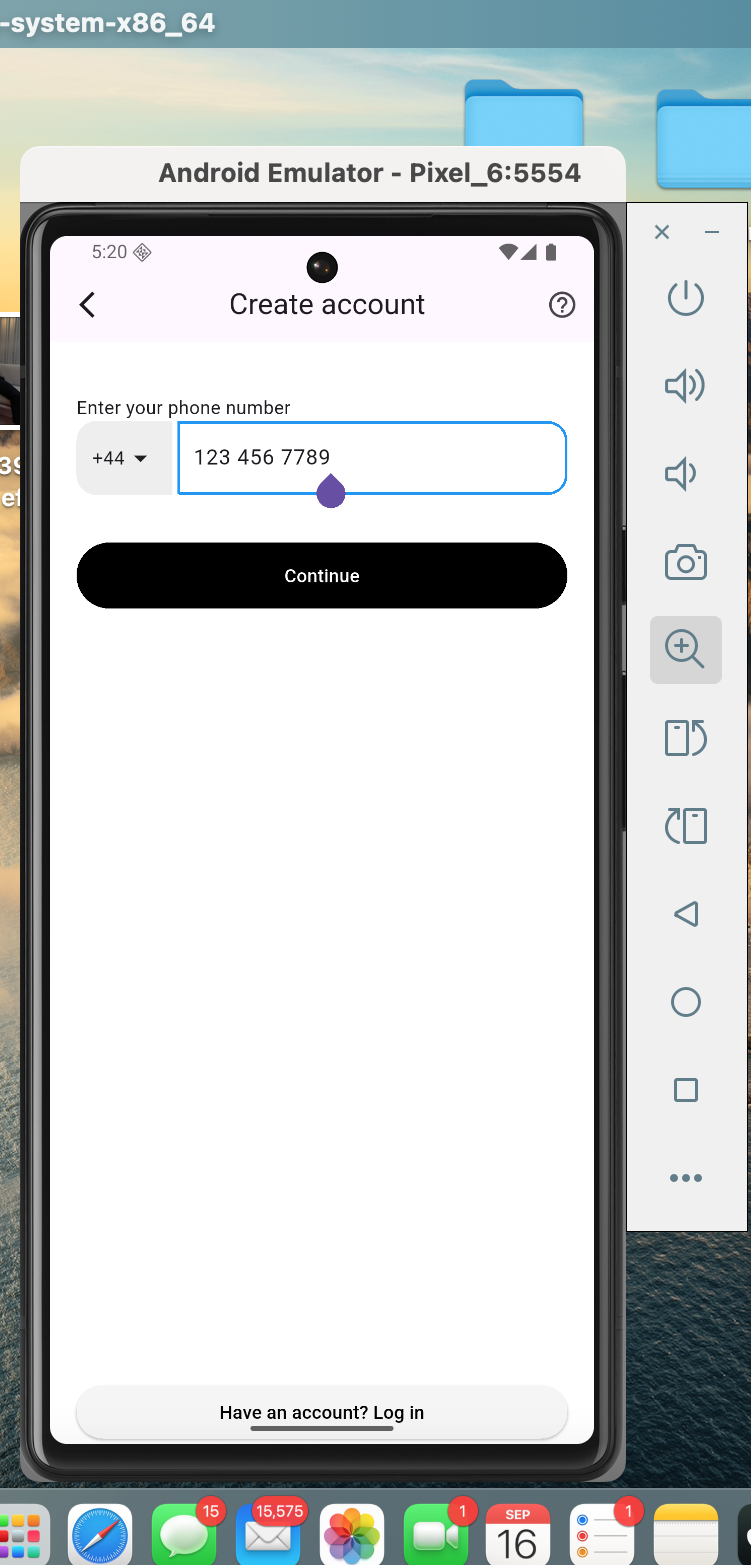 -system-x86_64
Android Emulator - Pixel_6:5554
5:20
Create account
Enter your phone number
+44
123 456 7789
Continue
Have an account? Log in
15
15,575
1
SEP
16
1